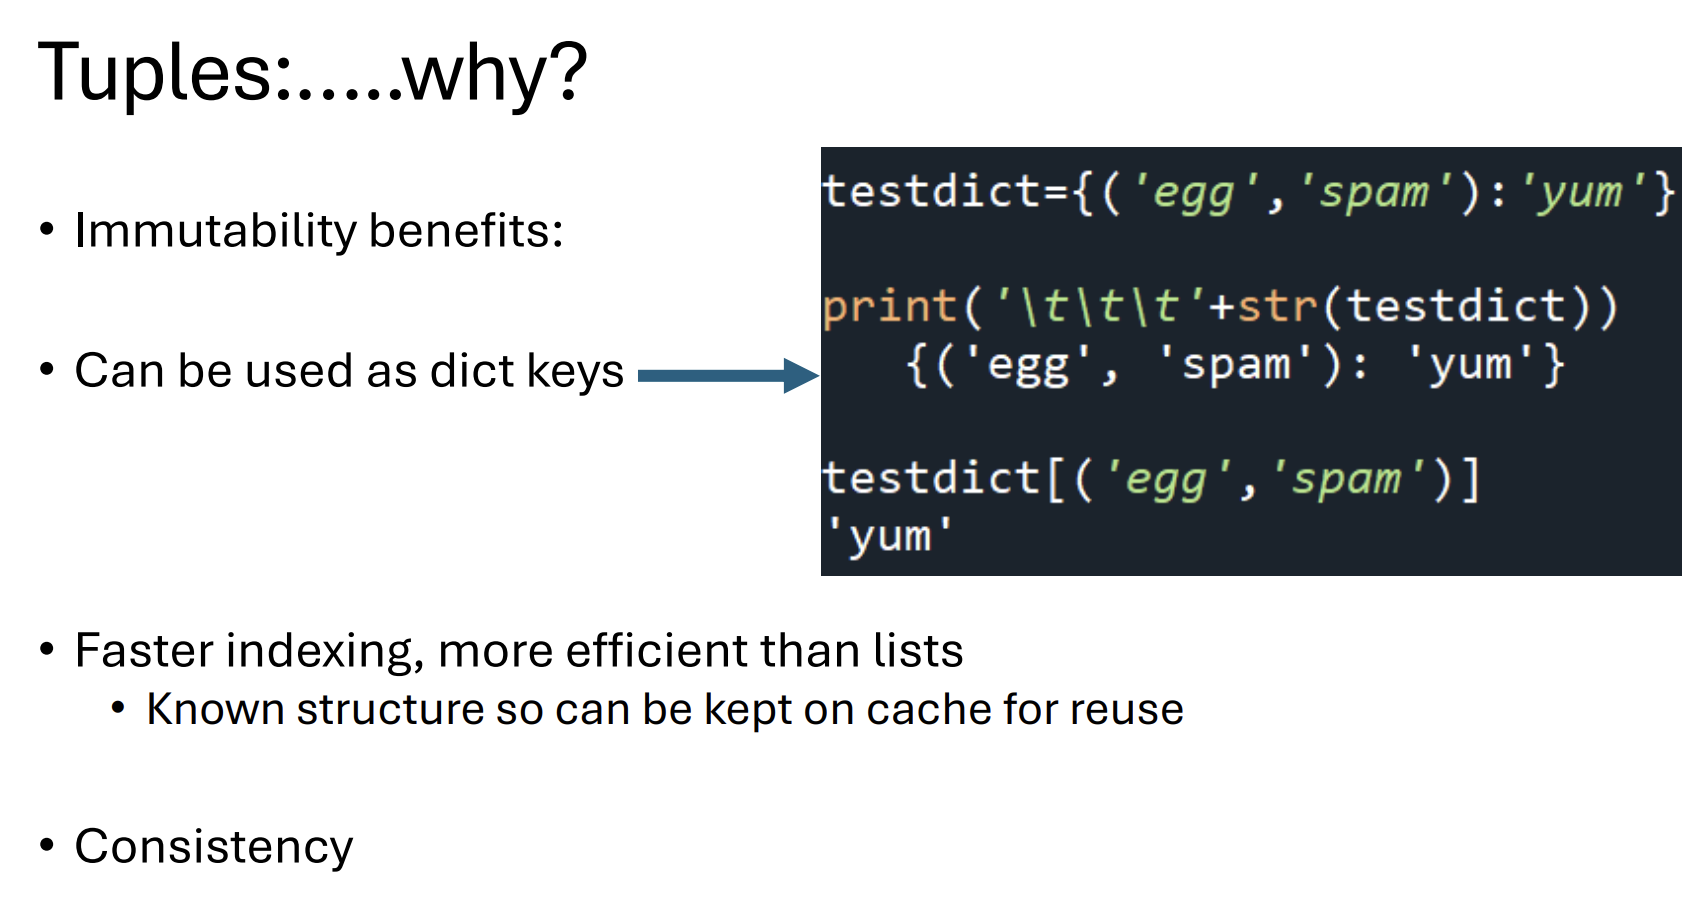 Tuples:.....why?
• Immutability benefits:
• Can be used as dict keys
testdict={('egg','spam'):'yum'}
print('\t\t\t'+str(testdict))
{('egg', 'spam'): 'yum'}
testdict[('egg','spam')]
'yum'
• Faster indexing, more efficient than lists
• Known structure so can be kept on cache for reuse
• Consistency